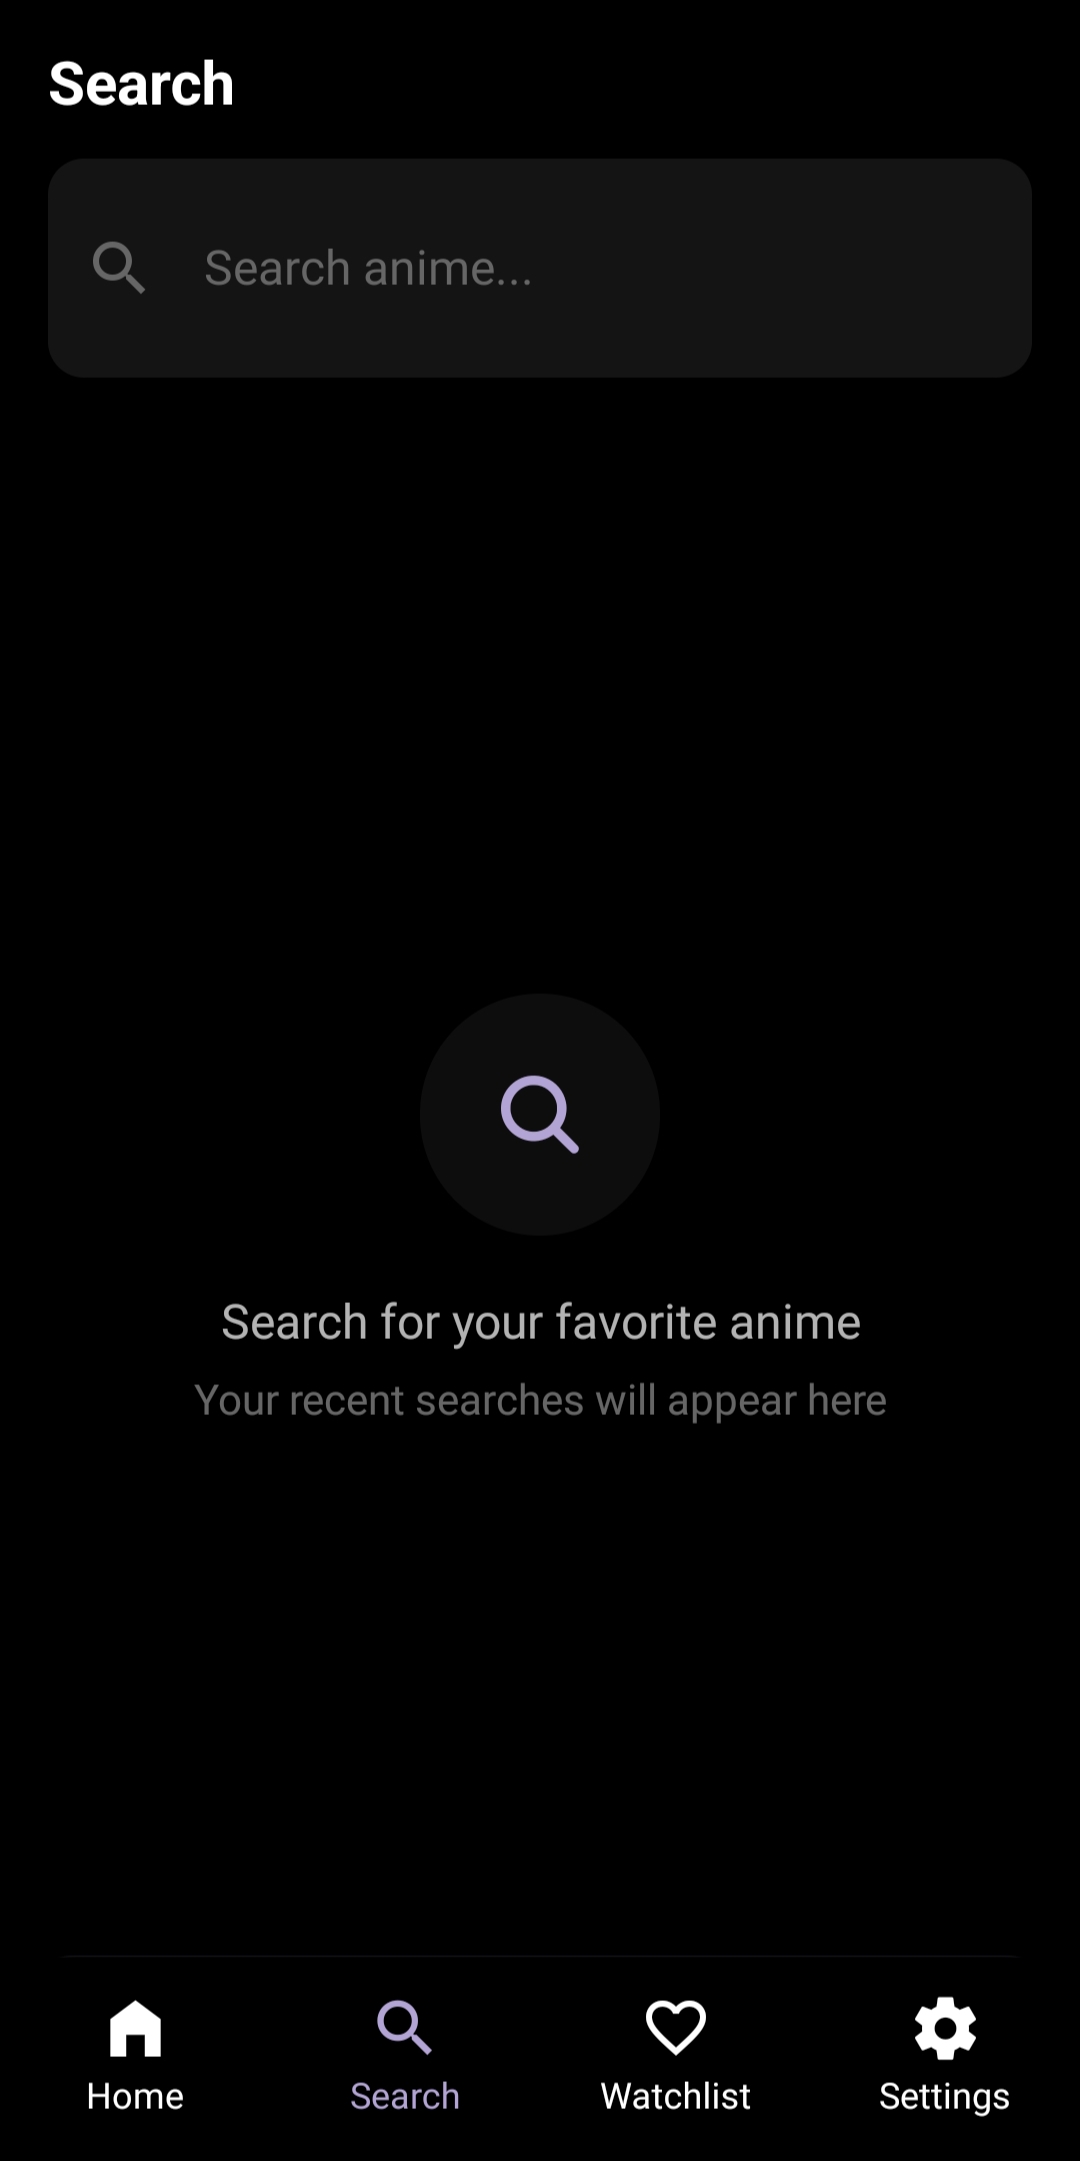 Search
Search anime...
Search for your favorite anime
Your recent searches will appear here
Home
Search
Watchlist
Settings